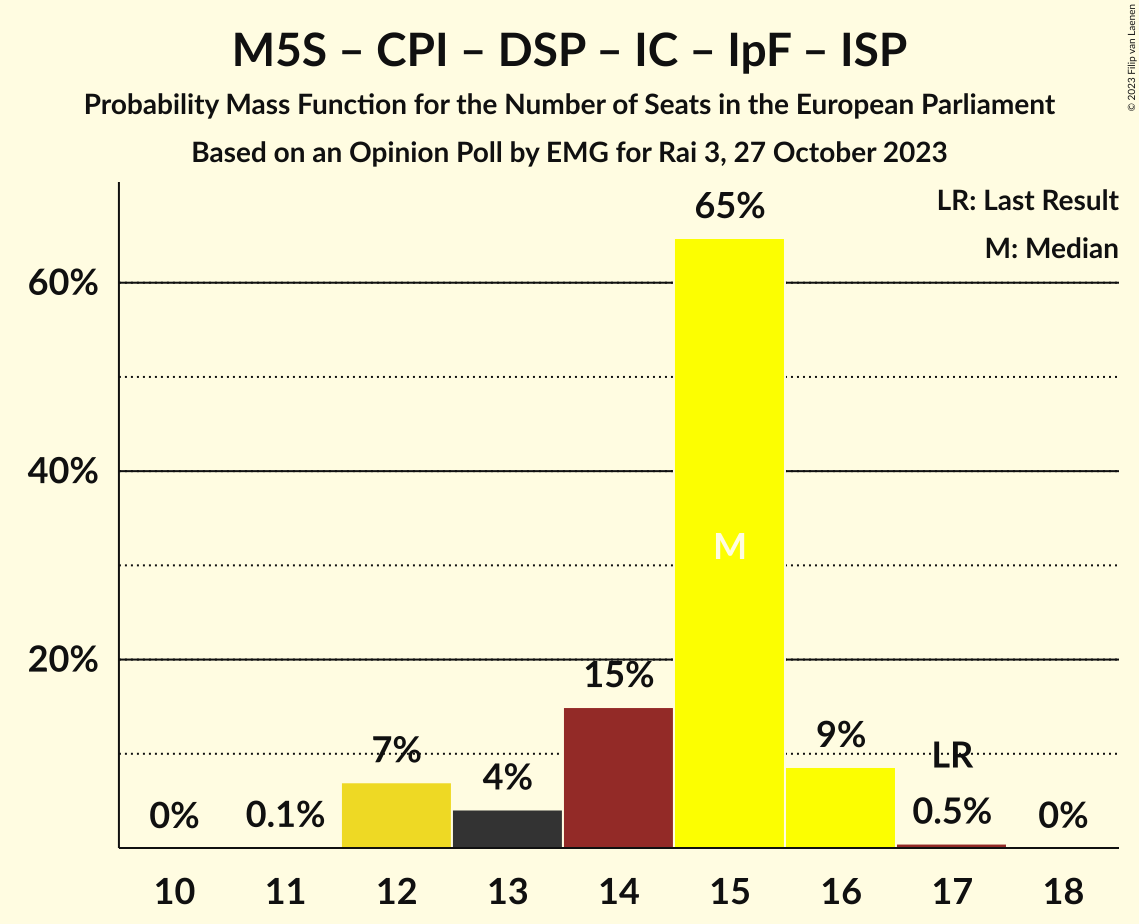 M5S – CPI – DSP – IC – IpF – ISP
Probability Mass Function for the Number of Seats in the European Parliament
Based on an Opinion Poll by EMG for Rai 3, 27 October 2023
© 2023 Filip van Laenen
LR: Last Result
M: Median
60%
40%
20%
0%
0.1%
7%
4%
15%
65%
M
9%
LR
0.5%
0%
10 11 12 13 14 15 16 17 18